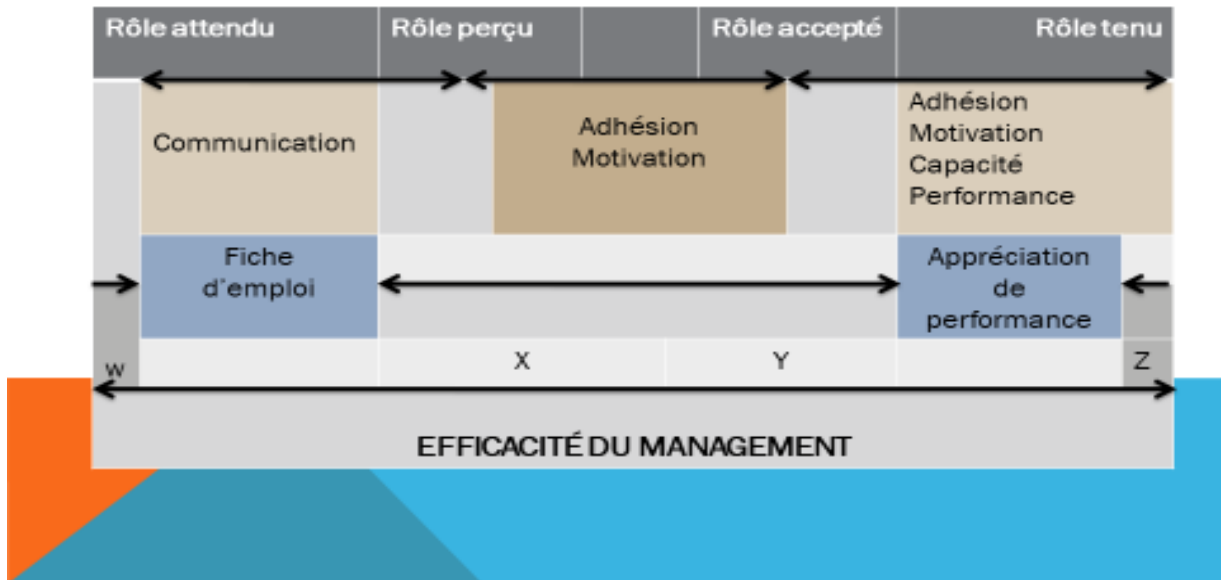 Rôle attendu
Rôle perçu
Rôle accepté
Rôle tenu
Communication
Adhésion
Motivation
Adhésion
Motivation
Capacité
Performance
Fiche
d'emploi
Appréciation
de
performance
W
X
Y
Z
EFFICACITÉ DU MANAGEMENT